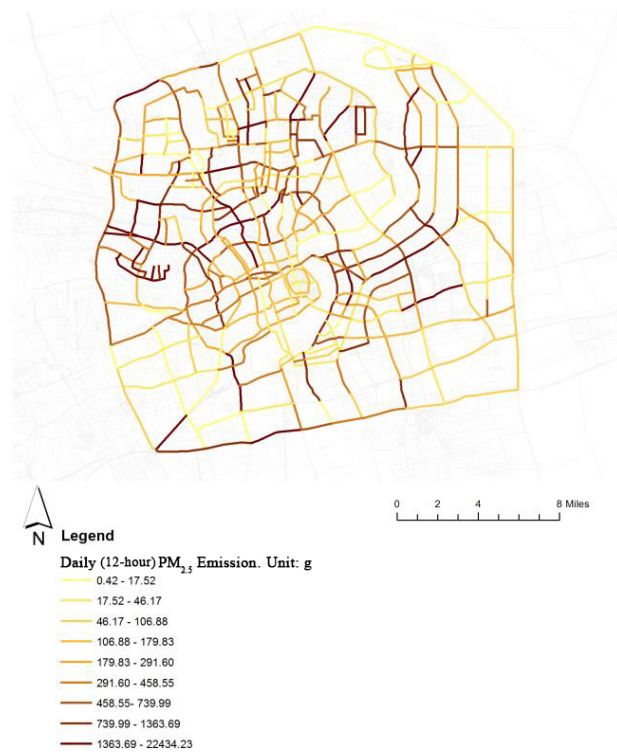 0 2 4 8 Miles
N
Legend
Daily (12-hour) PM2.5 Emission. Unit: g
0.42 - 17.52
17.52 - 46.17
46.17 - 106.88
106.88 - 179.83
179.83 - 291.60
291.60 - 458.55
458.55- 739.99
739.99 - 1363.69
1363.69 - 22434.23